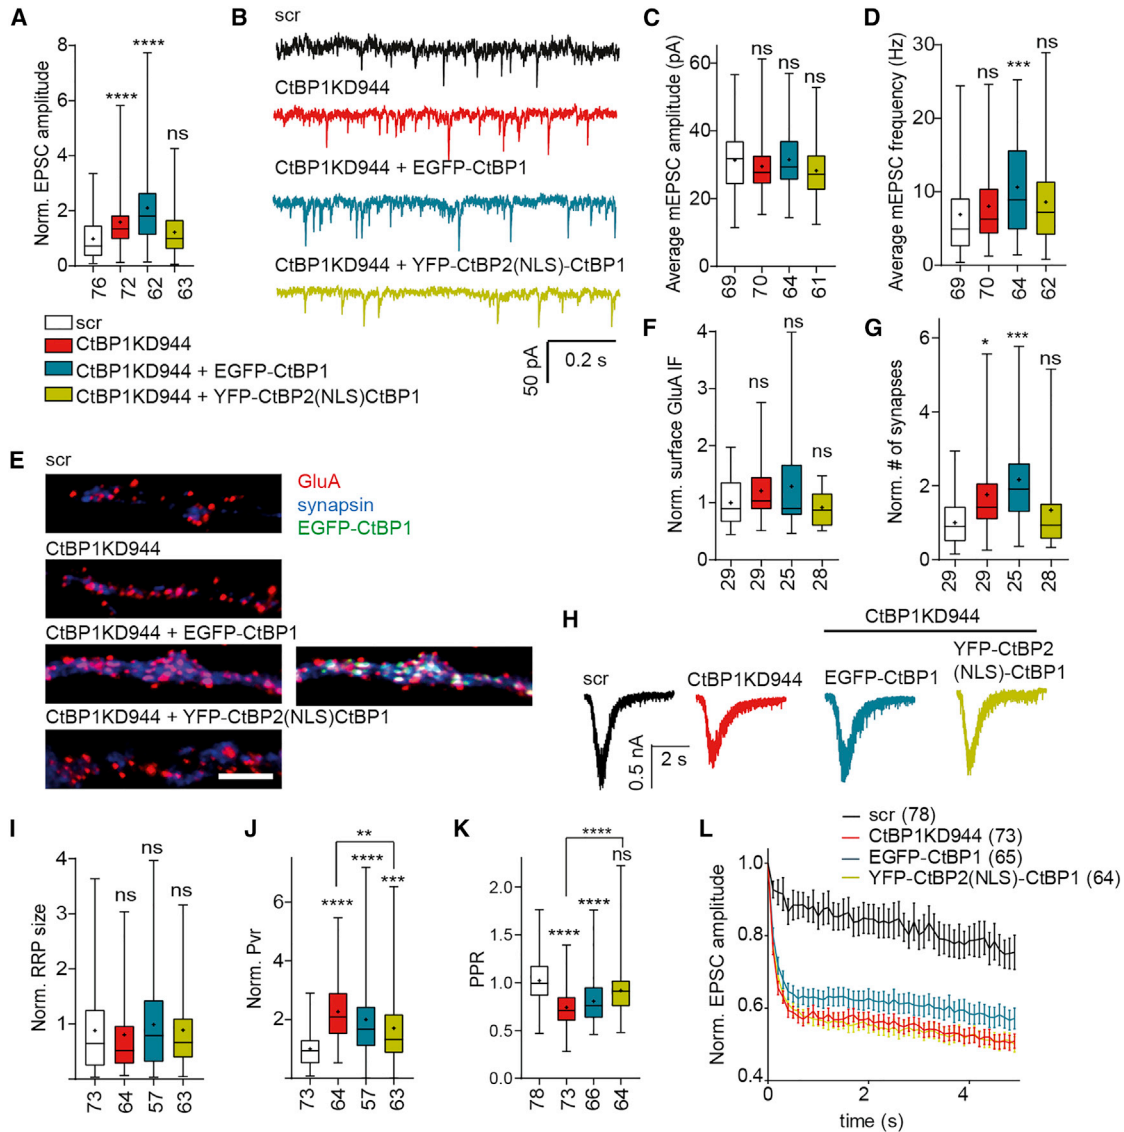 A
Norm. EPSC amplitude
8
6
4
2
0
****
****
ns
76
72
62
63
scr
CtBP1KD944
CtBP1KD944 + EGFP-CtBP1
CtBP1KD944 + YFP-CtBP2(NLS)CtBP1
B
scr
CtBP1KD944
CtBP1KD944 + EGFP-CtBP1
CtBP1KD944 + YFP-CtBP2(NLS)-CtBP1
50 pA
0.2 s
C
Average mEPSC amplitude (pA)
60
40
20
0
ns
ns
ns
69
70
64
61
D
Average mEPSC frequency (Hz)
30
20
10
0
ns
***
ns
69
70
64
62
E
scr
GluA
synapsin
EGFP-CtBP1
CtBP1KD944
CtBP1KD944 + EGFP-CtBP1
CtBP1KD944 + YFP-CtBP2(NLS)CtBP1
F
Norm. surface GluA IF
4
3
2
1
0
ns
ns
ns
29
29
25
28
G
Norm. # of synapses
6
4
2
0
*
***
ns
29
29
25
28
H
CtBP1KD944
scr
CtBP1KD944
EGFP-CtBP1
YFP-CtBP2
(NLS)-CtBP1
0.5 nA
2 s
I
Norm. RRP size
4
3
2
1
ns
ns
ns
73
64
57
63
J
Norm. Pvr
6
4
2
**
****
****
***
73
64
57
63
K
PPR
2.0
1.5
1.0
0.5
0.0
****
****
****
ns
78
73
66
64
L
scr (78)
CtBP1KD944 (73)
EGFP-CtBP1 (65)
YFP-CtBP2(NLS)-CtBP1 (64)
Norm. EPSC amplitude
1.0
0.8
0.6
0.4
0
2
4
time (s)